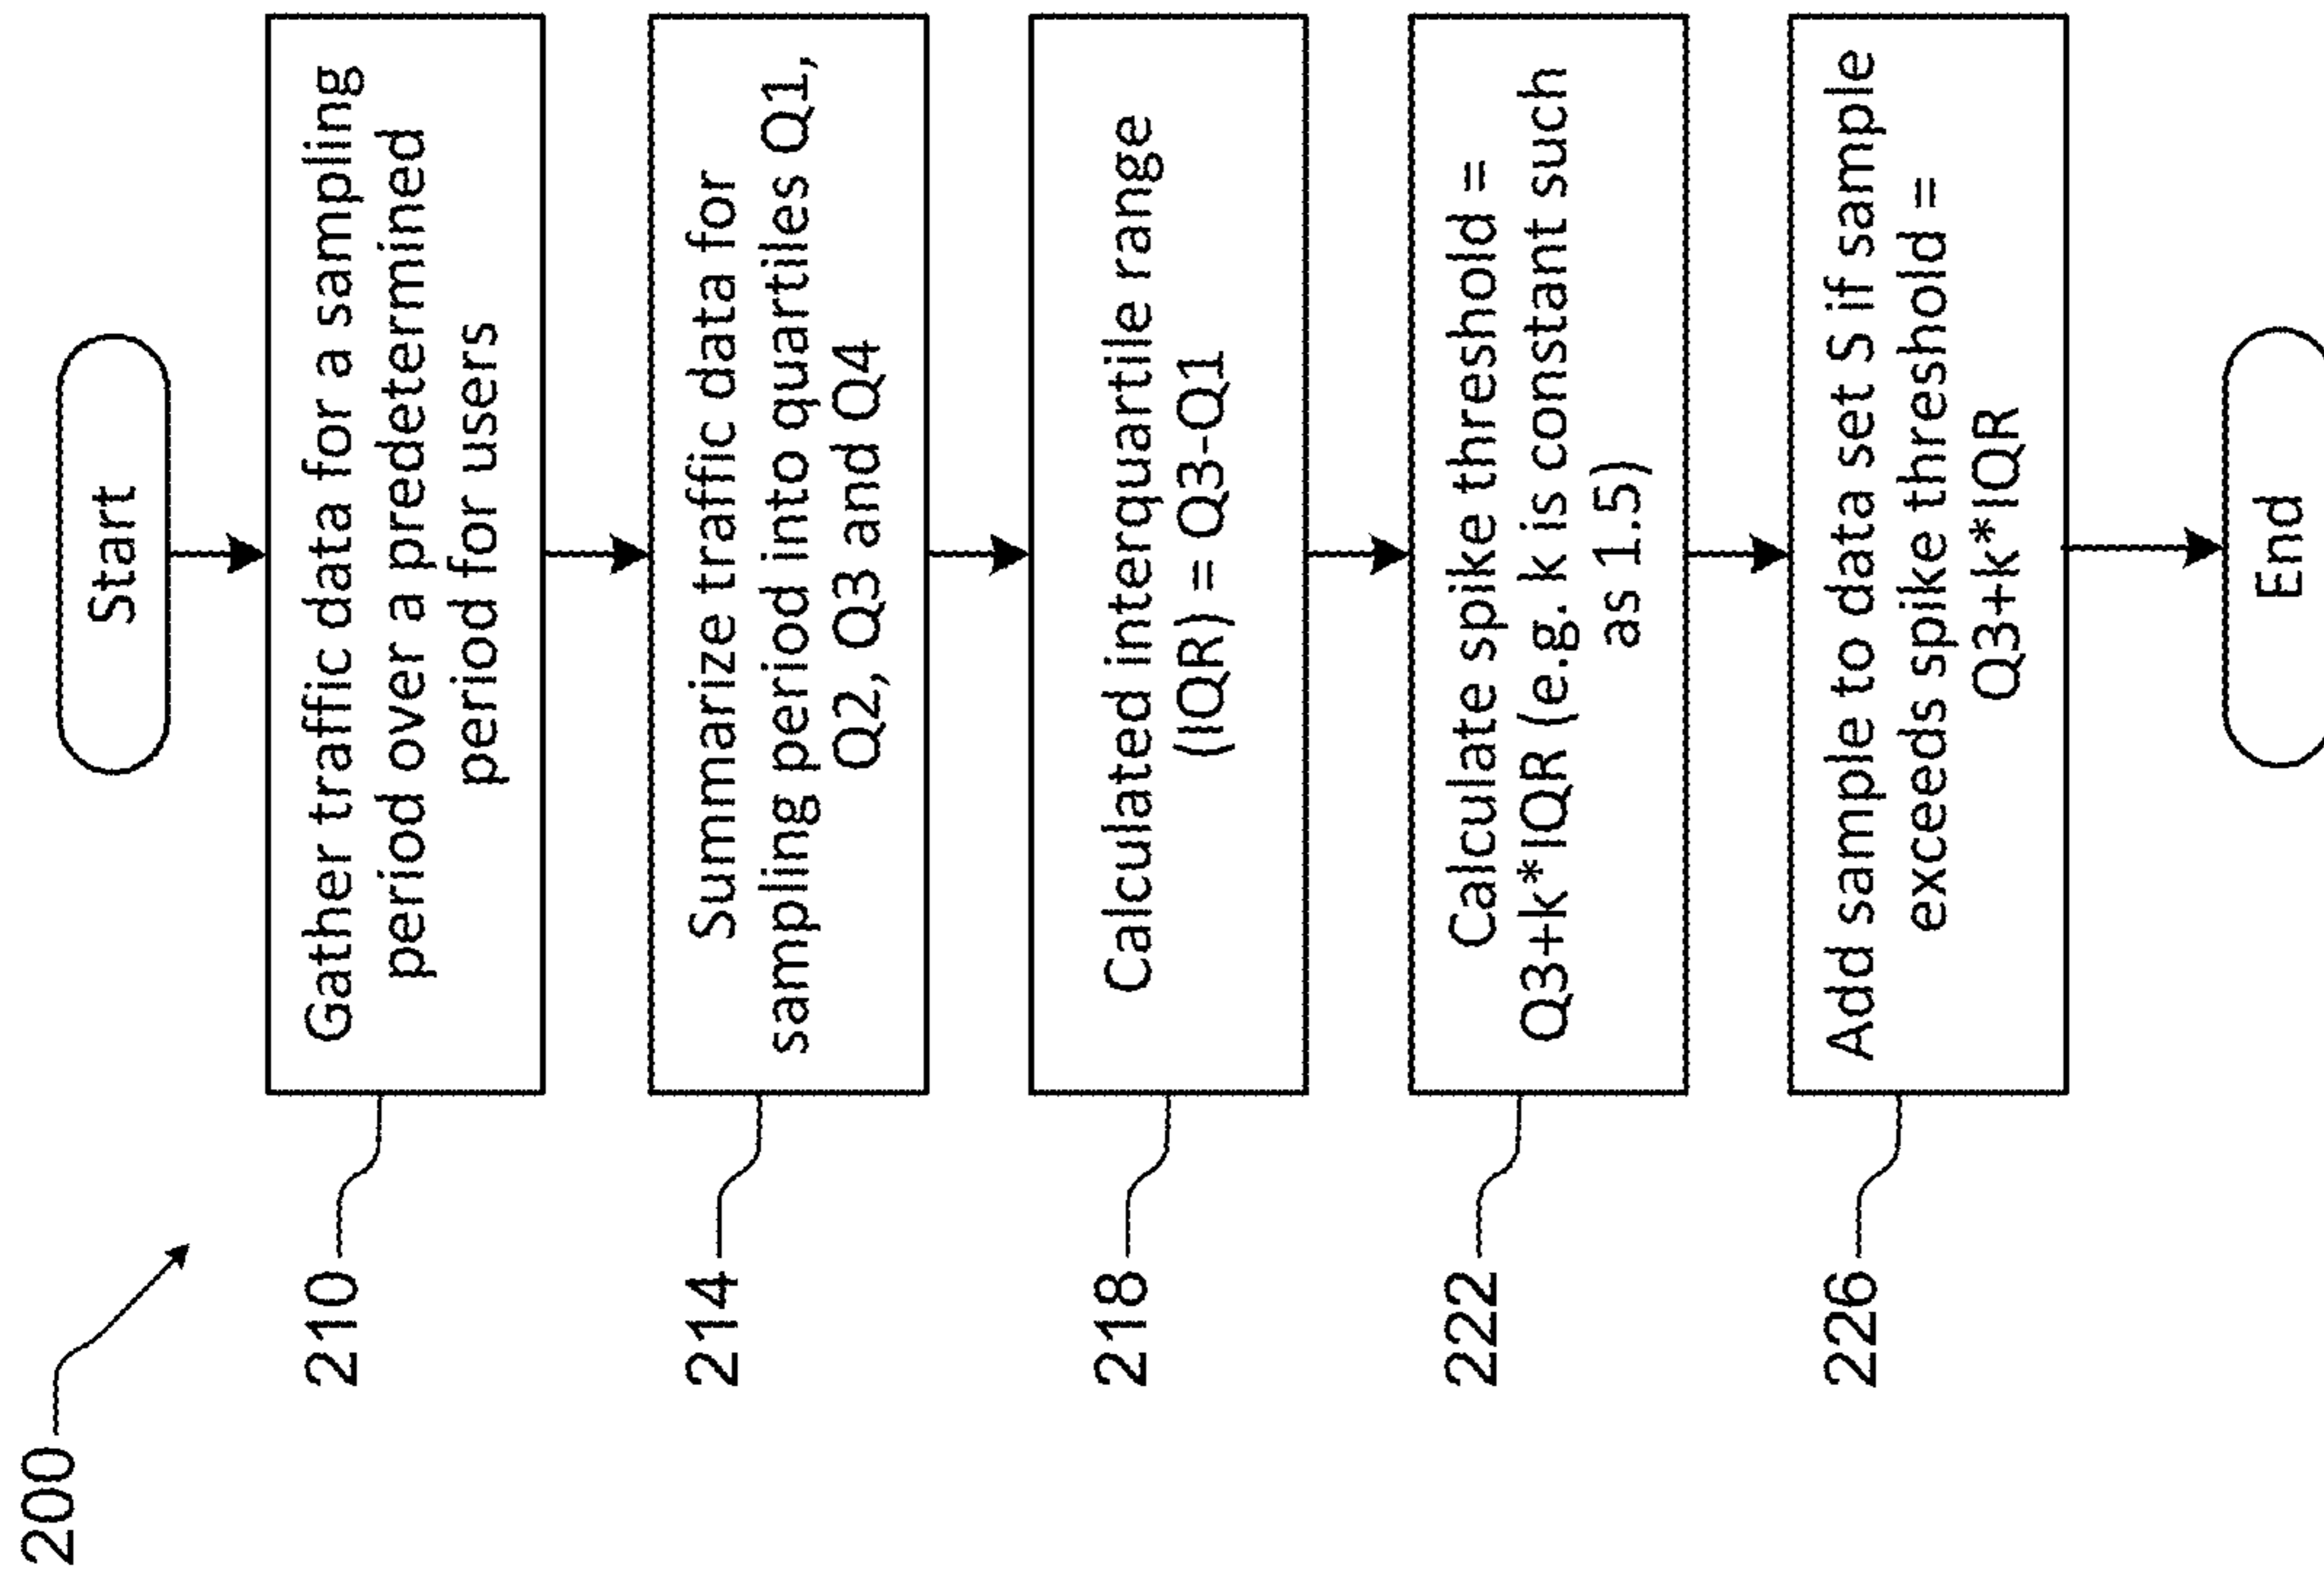 200
Start
210
Gather traffic data for a sampling
period over a predetermined
period for users
214
Summarize traffic data for
sampling period into quartiles Q1,
Q2, Q3 and Q4
218
Calculated interquartile range
(IQR) = Q3-Q1
222
Calculate spike threshold =
Q3+k*IQR (e.g. k is constant such
as 1.5)
226
Add sample to data set S if sample
exceeds spike threshold =
Q3+k*IQR
End